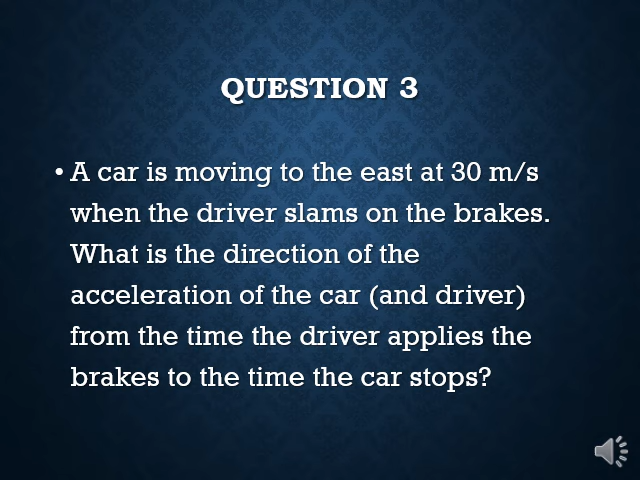 QUESTION 3
• A car is moving to the east at 30 m/s
when the driver slams on the brakes.
What is the direction of the
acceleration of the car (and driver)
from the time the driver applies the
brakes to the time the car stops?